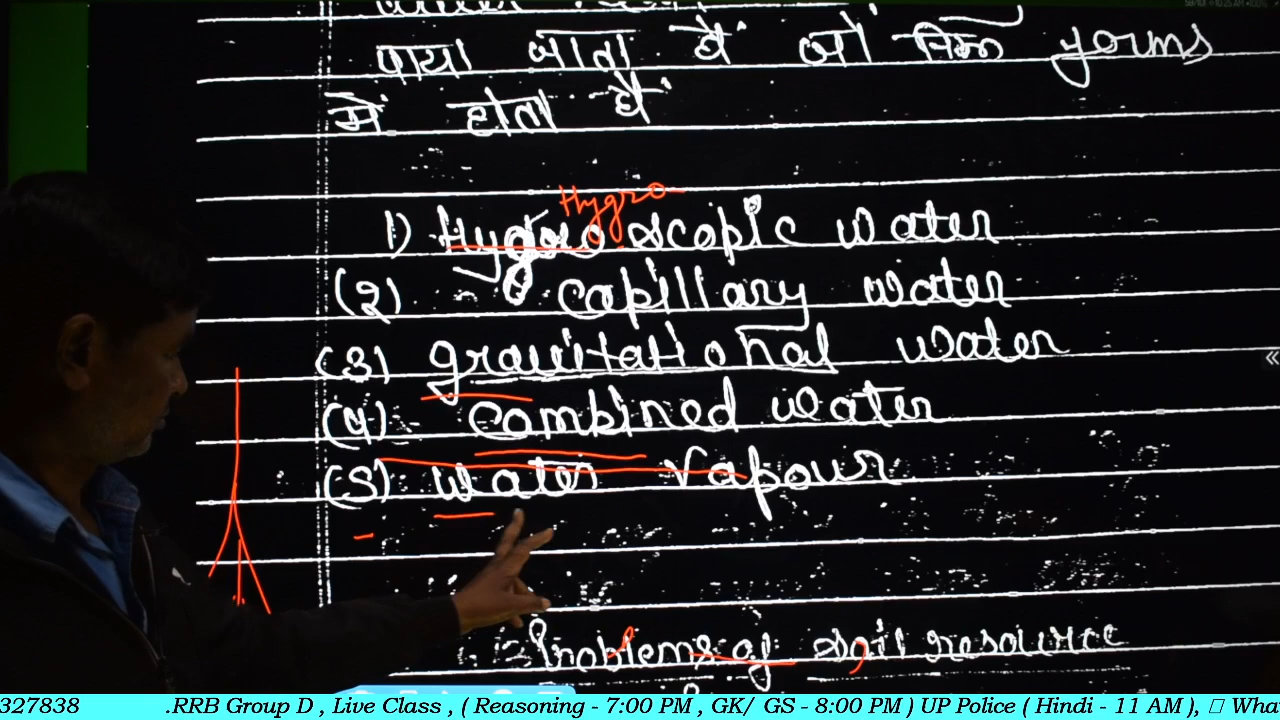 पाया जाता है जो निम्न forms
में होता है
Hygro
1) Hygroscopic water
(2) capillary water
(3) gravitational water
(4) combined water
(5) water vapour
Problems of soil resource
327838 .RRB Group D , Live Class , ( Reasoning - 7:00 PM , GK/ GS - 8:00 PM ) UP Police ( Hindi - 11 AM ), Wha